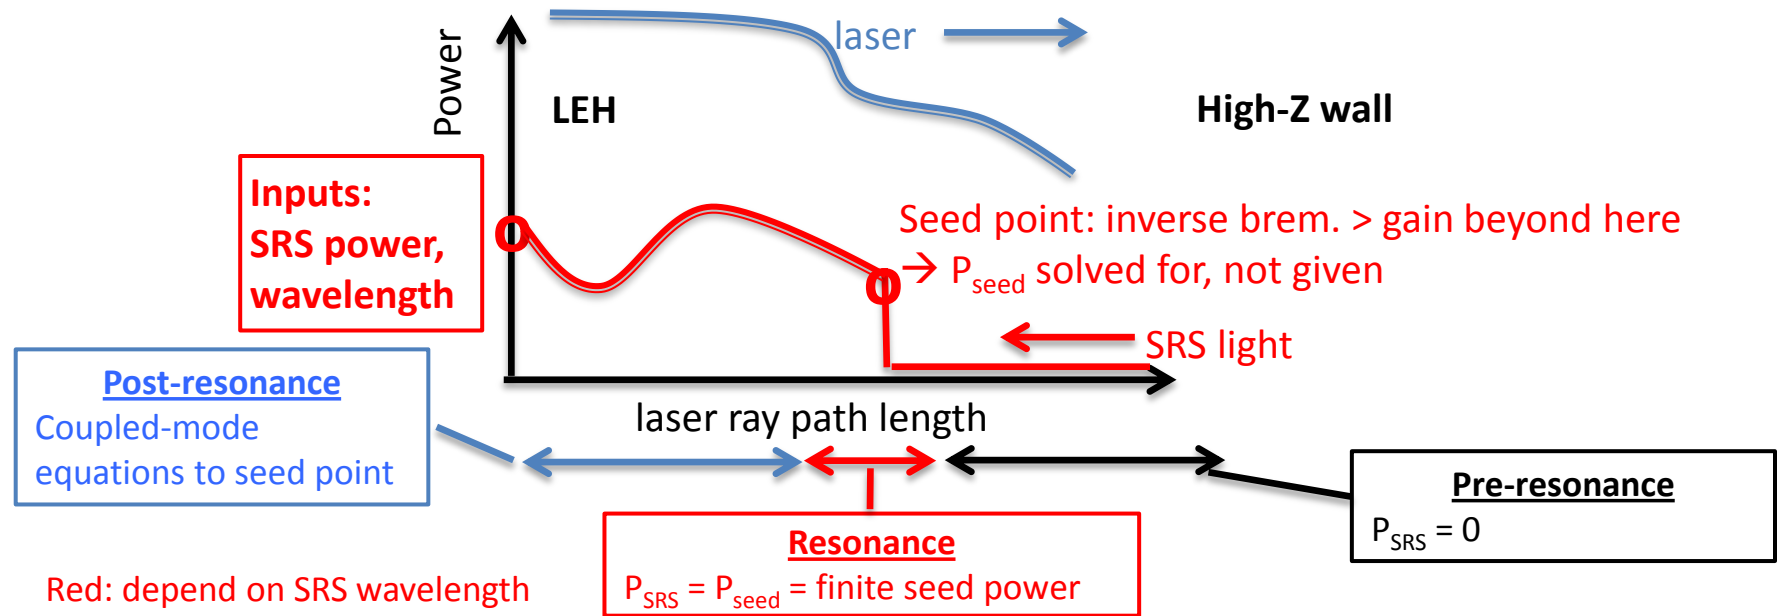 Power
laser
LEH
High-Z wall
Inputs:
SRS power,
wavelength
Seed point: inverse brem. > gain beyond here
→ Pseed solved for, not given
SRS light
Post-resonance
Coupled-mode
equations to seed point
laser ray path length
Pre-resonance
PSRS = 0
Resonance
PSRS = Pseed = finite seed power
Red: depend on SRS wavelength